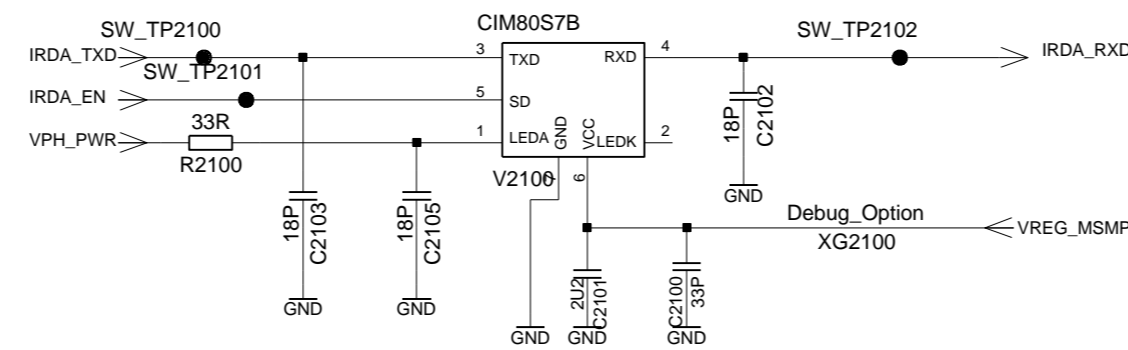 SW_TP2100
CIM80S7B
SW_TP2102
IRDA_TXD
3
TXD
RXD
4
IRDA_RXD
SW_TP2101
IRDA_EN
5
SD
18P
C2102
33R
VPH_PWR
1
LEDA
GND
VCC
LEDK
2
R2100
V2100
6
GND
18P
C2103
18P
C2105
Debug_Option
VREG_MSMP
XG2100
2U2
C2101
C2100
33P
GND
GND
GND
GND
GND